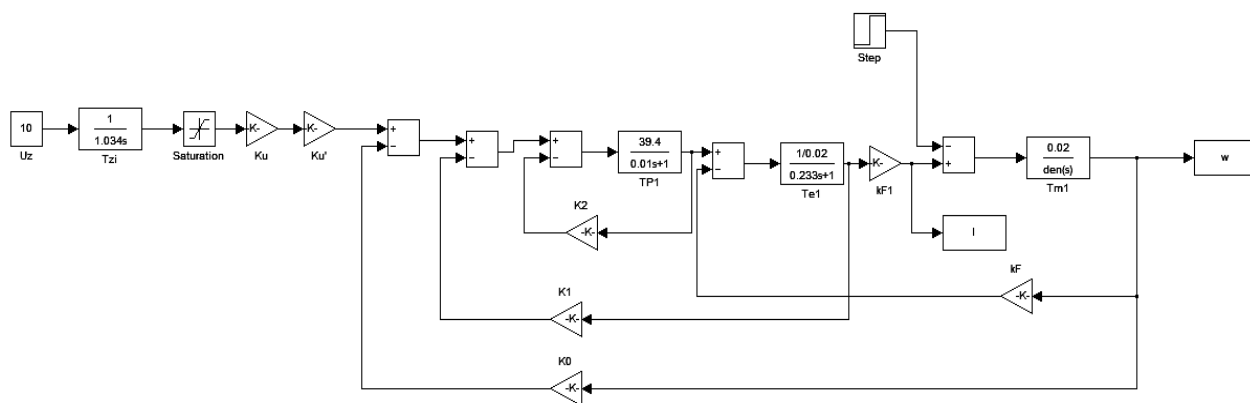 Step
10
Uz
1
1.034s
Tzi
Saturation
K-
Ku
K-
Ku'
+
−
+
−
+
−
39.4
0.01s+1
TP1
+
−
1/0.02
0.233s+1
Te1
K-
kF1
−
+
0.02
den(s)
Tm1
w
K2
-K-
I
kF
-K-
K1
-K-
K0
-K-